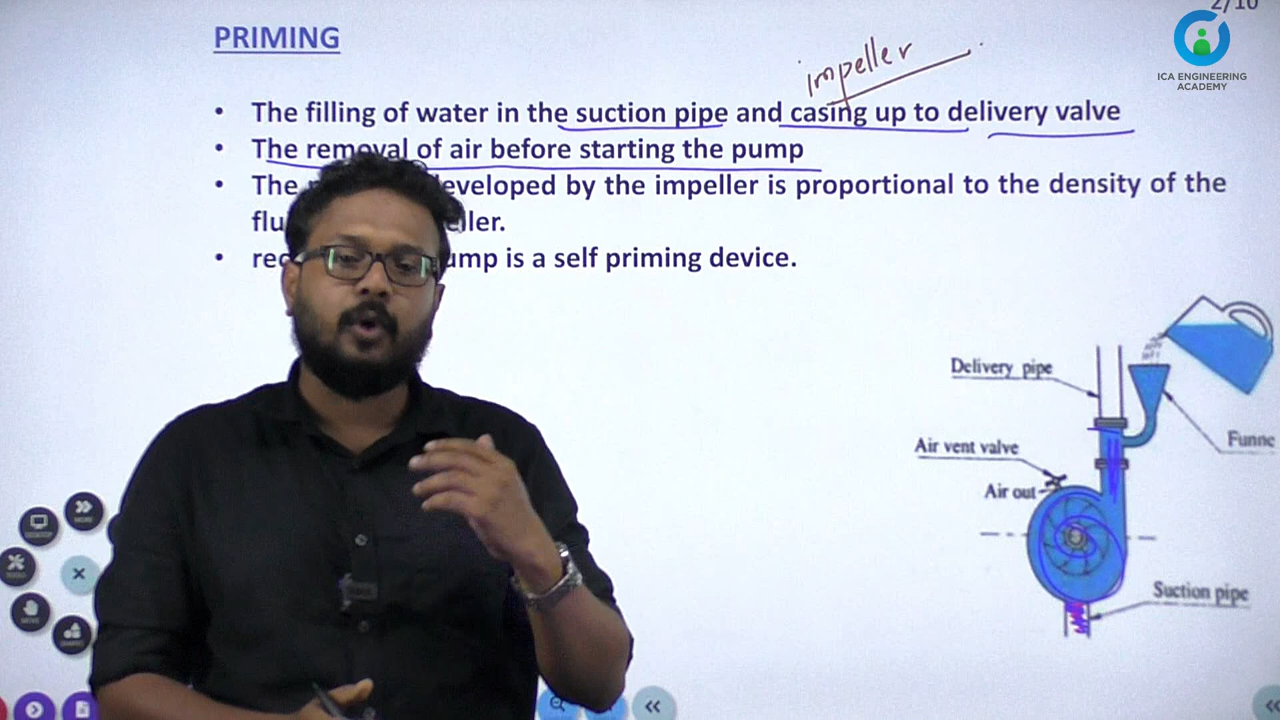 2/10
ICA ENGINEERING
ACADEMY
PRIMING
impeller
• The filling of water in the suction pipe and casing up to delivery valve
• The removal of air before starting the pump
• The developed by the impeller is proportional to the density of the
• is a self priming device.
Delivery pipe
Funne
Air vent valve
Air out
Suction pipe
MORE
DESKTOP